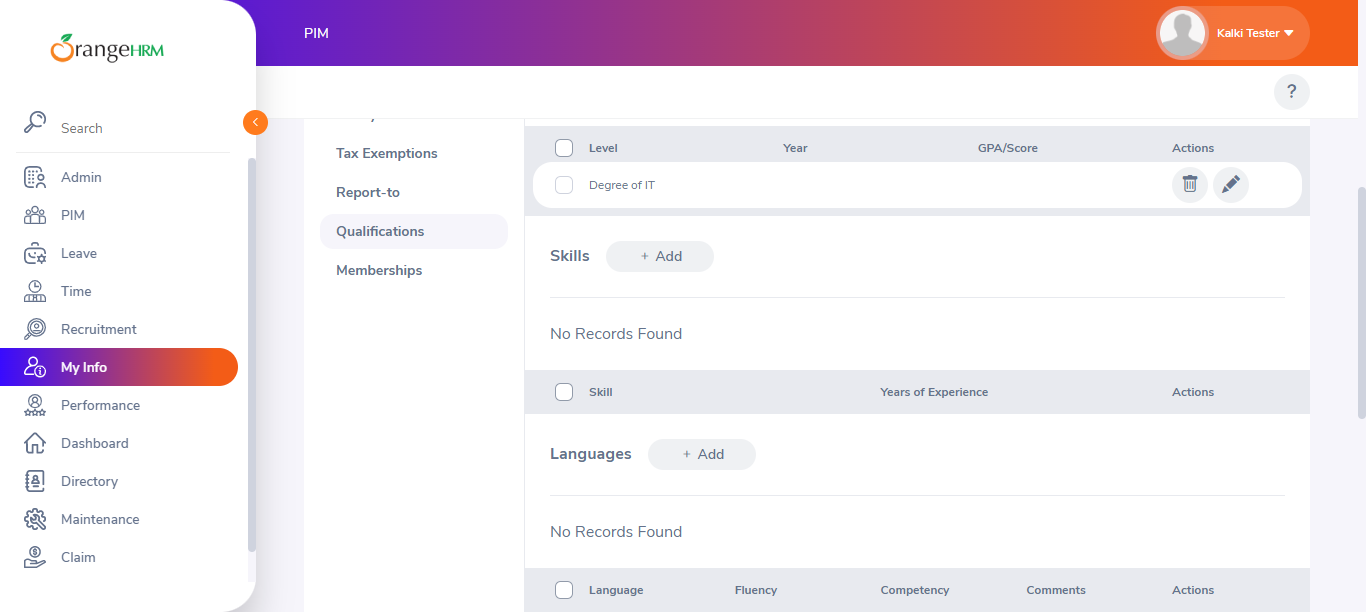 OrangeHRM
PIM
Kalki Tester
?
Search
Admin
PIM
Leave
Time
Recruitment
My Info
Performance
Dashboard
Directory
Maintenance
Claim
Tax Exemptions
Report-to
Qualifications
Memberships
Level Year GPA/Score Actions
Degree of IT
Skills + Add
No Records Found
Skill Years of Experience Actions
Languages + Add
No Records Found
Language Fluency Competency Comments Actions